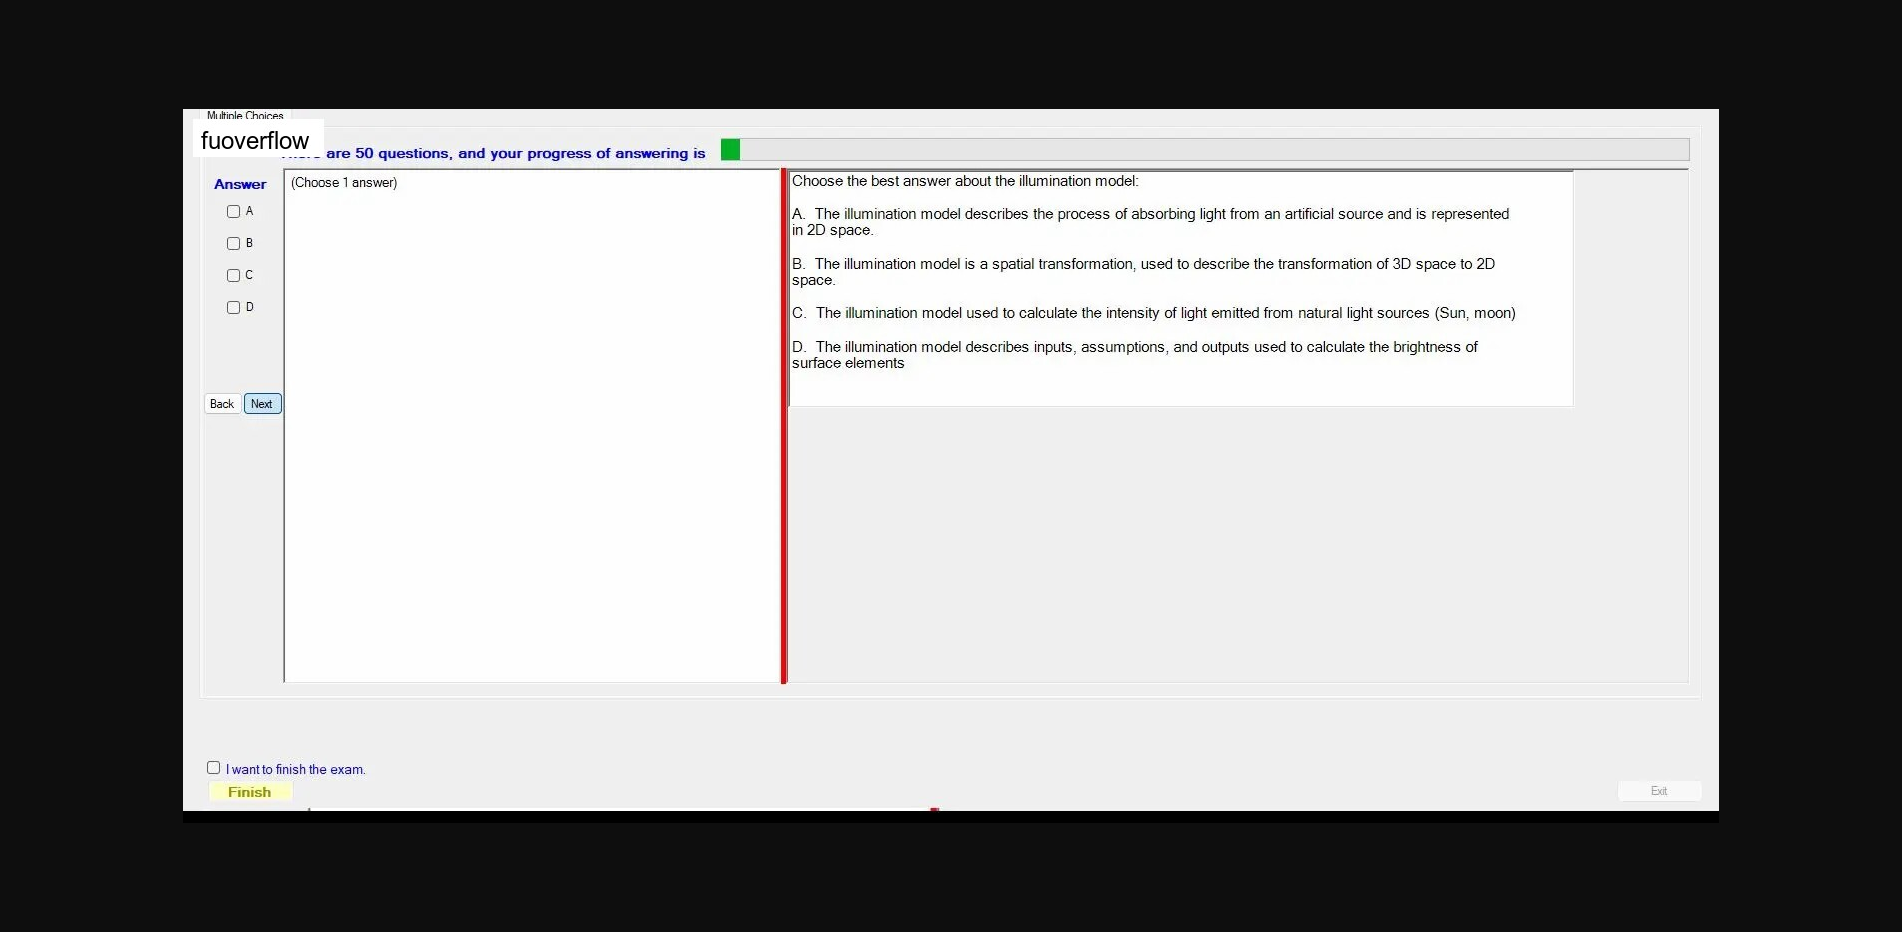 Multiple Choices
fuoverflow
are 50 questions, and your progress of answering is
Answer
(Choose 1 answer)
A
B
C
D
Back Next
Choose the best answer about the illumination model:
A. The illumination model describes the process of absorbing light from an artificial source and is represented
in 2D space.
B. The illumination model is a spatial transformation, used to describe the transformation of 3D space to 2D
space.
C. The illumination model used to calculate the intensity of light emitted from natural light sources (Sun, moon)
D. The illumination model describes inputs, assumptions, and outputs used to calculate the brightness of
surface elements
I want to finish the exam.
Finish
Exit